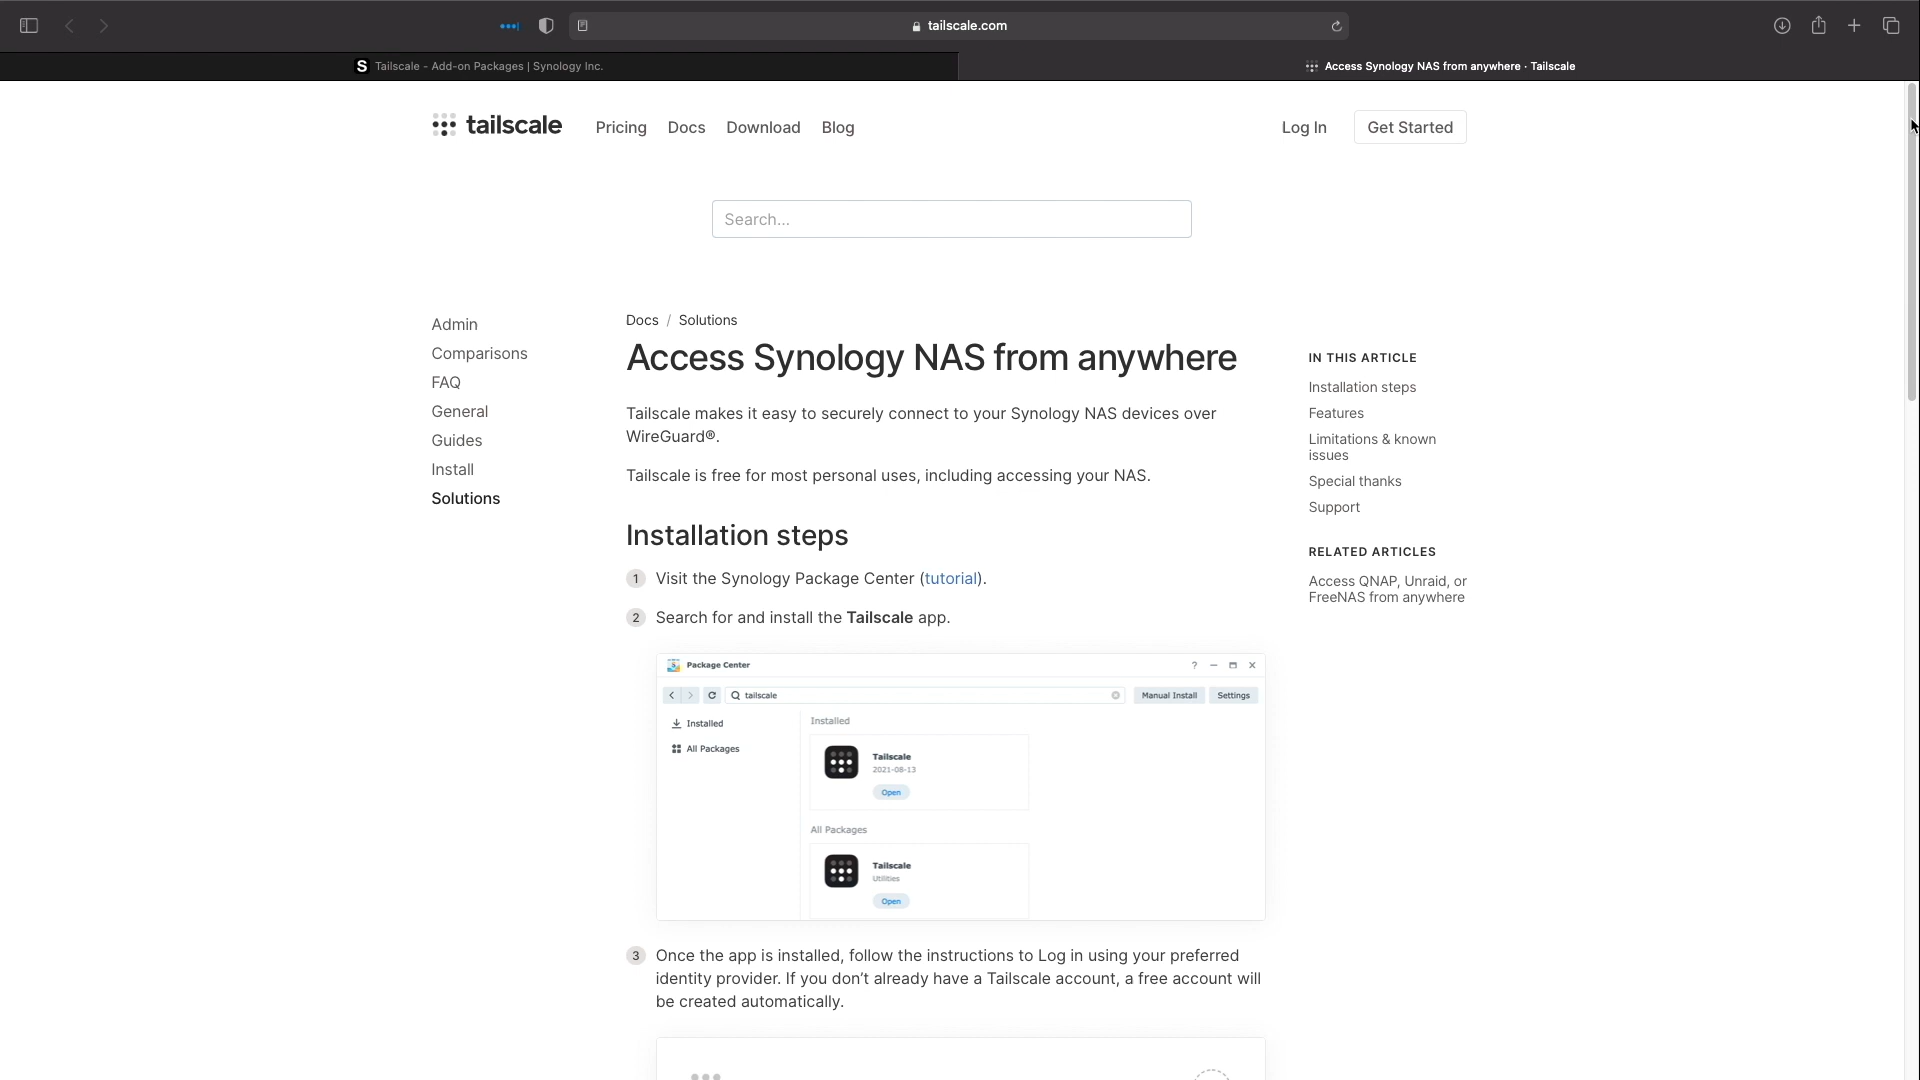 tailscale.com
S Tailscale - Add-on Packages | Synology Inc.
Access Synology NAS from anywhere · Tailscale
tailscale
Pricing
Docs
Download
Blog
Log In
Get Started
Search...
Admin
Comparisons
FAQ
General
Guides
Install
Solutions
Docs / Solutions
Access Synology NAS from anywhere
Tailscale makes it easy to securely connect to your Synology NAS devices over
WireGuard®.
Tailscale is free for most personal uses, including accessing your NAS.
Installation steps
1 Visit the Synology Package Center (tutorial).
2 Search for and install the Tailscale app.
Package Center
?
tailscale
Manual Install
Settings
Installed
All Packages
Installed
Tailscale
2021-08-13
Open
All Packages
Tailscale
Utilities
Open
3 Once the app is installed, follow the instructions to Log in using your preferred
identity provider. If you don’t already have a Tailscale account, a free account will
be created automatically.
IN THIS ARTICLE
Installation steps
Features
Limitations & known
issues
Special thanks
Support
RELATED ARTICLES
Access QNAP, Unraid, or
FreeNAS from anywhere